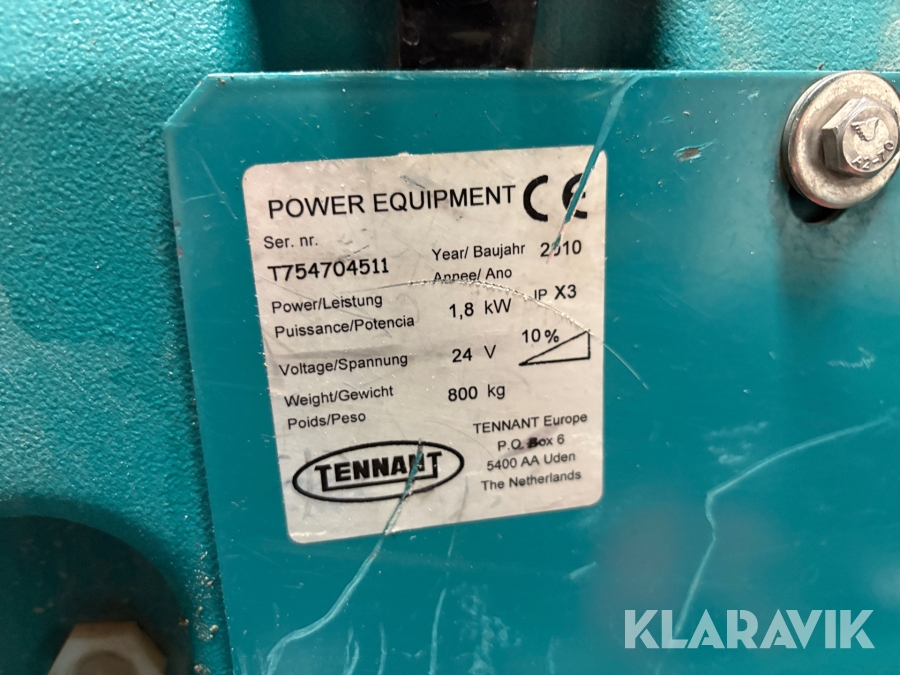 POWER EQUIPMENT CE
Ser. nr.
T754704511
Year/ Baujahr 2010
Annee/ Ano
Power/Leistung
Puissance/Potencia
1,8 kW
IP X3
Voltage/Spannung 24 V
10%
Weight/Gewicht
Poids/Peso
800 kg
TENNANT
TENNANT Europe
P.O. Box 6
5400 AA Uden
The Netherlands
A2-70
KLARAVIK